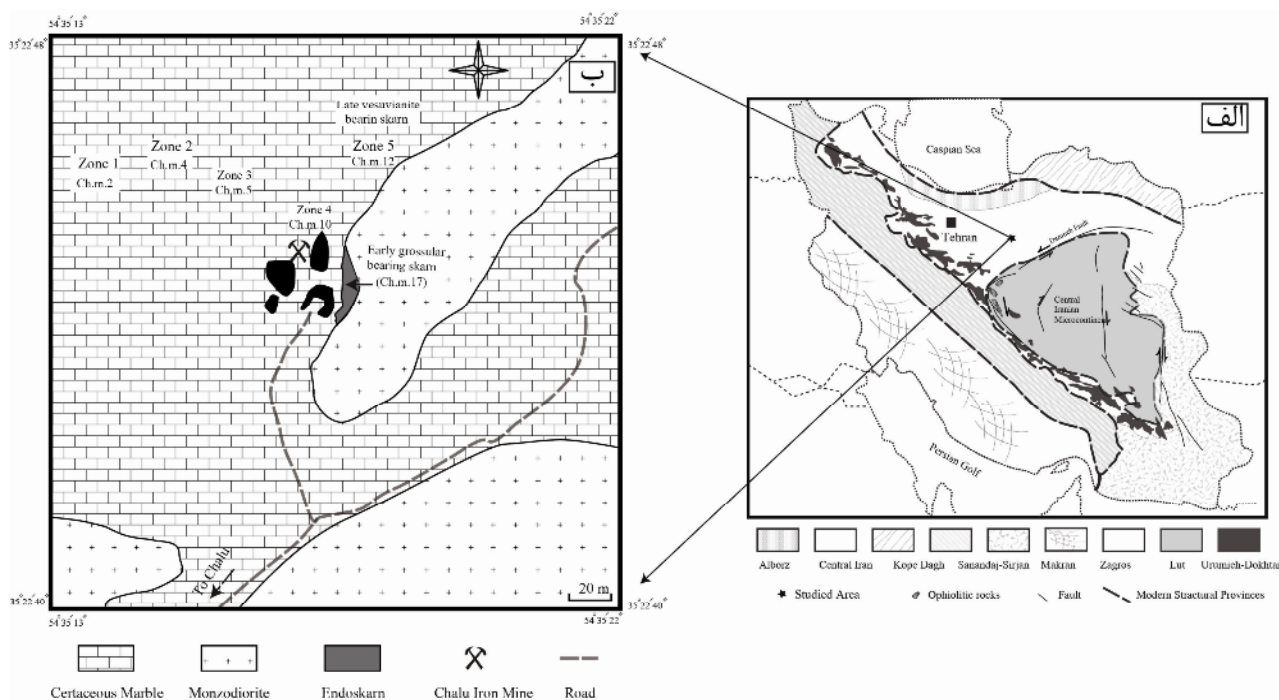 54 35 13
54 35 22
35 22 48
35 22 48
ب
Late vesuvianite
bearin skarn
Zone 1
Ch.m.2
Zone 2
Ch.m.4
Zone 3
Ch.m.5
Zone 5
Ch.m.12
Zone 4
Ch.m.10
Early grossular
bearing skarn
(Ch.m.17)
To Chalu
20 m
35 22 40
35 22 40
54 35 13
54 35 22
Certaceous Marble
Monzodiorite
Endoskarn
Chalu Iron Mine
Road
الف
Caspian Sea
Tehran
Central
Iranian
Microcontinent
Persian Golf
Alborz
Central Iran
Kope Dagh
Sanandaj-Sirjan
Makran
Zagros
Lut
Urumieh-Dokhtar
Studied Area
Ophiolitic rocks
Fault
Modern Structural Provinces